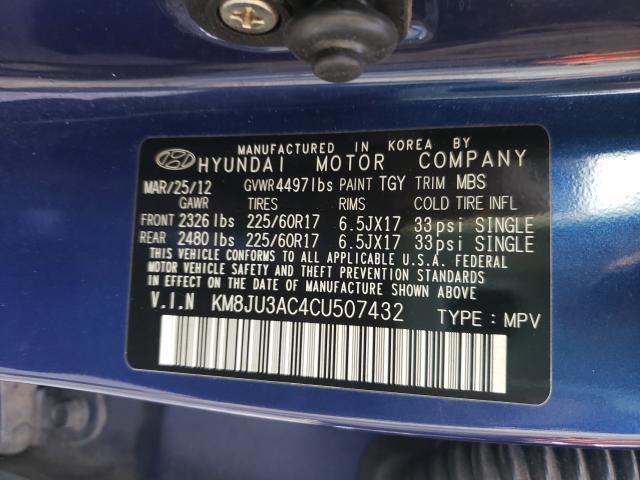 MANUFACTURED IN KOREA BY
HYUNDAI MOTOR COMPANY
MAR/25/12 GVWR 4497lbs PAINT TGY TRIM MBS
GAWR TIRES RIMS COLD TIRE INFL
FRONT 2326 lbs 225/60R17 6.5JX17 33psi SINGLE
REAR 2480 lbs 225/60R17 6.5JX17 33psi SINGLE
THIS VEHICLE CONFORMS TO ALL APPLICABLE U.S.A. FEDERAL
MOTOR VEHICLE SAFETY AND THEFT PREVENTION STANDARDS
IN EFFECT ON THE DATE OF MANUFACTURE SHOWN ABOVE.
V.I.N KM8JU3AC4CU507432 TYPE : MPV